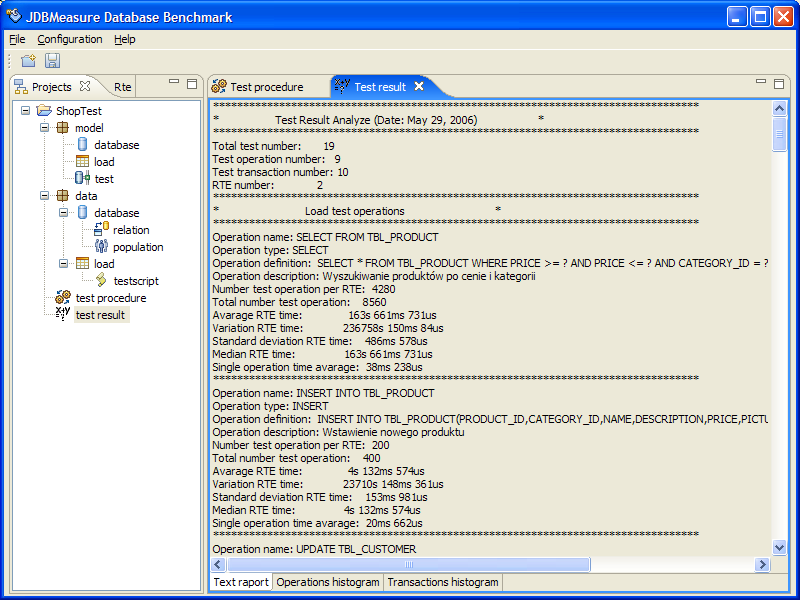 JDBMeasure Database Benchmark
File Configuration Help
Projects Rte
ShopTest
model
database
load
test
data
database
relation
population
load
testscript
test procedure
test result
Test procedure Test result
************************************************************************************
* Test Result Analyze (Date: May 29, 2006) *
************************************************************************************
Total test number: 19
Test operation number: 9
Test transaction number: 10
RTE number: 2
************************************************************************************
* Load test operations *
************************************************************************************
Operation name: SELECT FROM TBL_PRODUCT
Operation type: SELECT
Operation definition: SELECT * FROM TBL_PRODUCT WHERE PRICE >= ? AND PRICE <= ? AND CATEGORY_ID = ?
Operation description: Wyszukiwanie produktów po cenie i kategorii
Number test operation per RTE: 4280
Total number test operation: 8560
Avarage RTE time: 163s 661ms 731us
Variation RTE time: 236758s 150ms 84us
Standard deviation RTE time: 486ms 578us
Median RTE time: 163s 661ms 731us
Single operation time avarage: 38ms 238us
************************************************************************************
Operation name: INSERT INTO TBL_PRODUCT
Operation type: INSERT
Operation definition: INSERT INTO TBL_PRODUCT(PRODUCT_ID,CATEGORY_ID,NAME,DESCRIPTION,PRICE,PICTU
Operation description: Wstawienie nowego produktu
Number test operation per RTE: 200
Total number test operation: 400
Avarage RTE time: 4s 132ms 574us
Variation RTE time: 23710s 148ms 361us
Standard deviation RTE time: 153ms 981us
Median RTE time: 4s 132ms 574us
Single operation time avarage: 20ms 662us
************************************************************************************
Operation name: UPDATE TBL_CUSTOMER
Text raport Operations histogram Transactions histogram